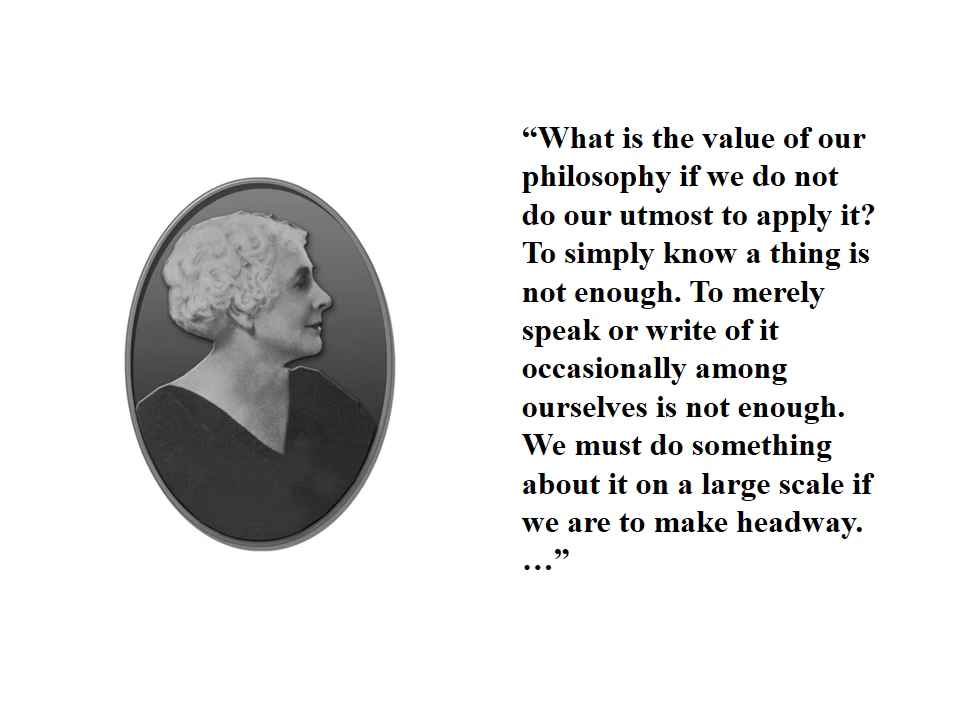 “What is the value of our
philosophy if we do not
do our utmost to apply it?
To simply know a thing is
not enough. To merely
speak or write of it
occasionally among
ourselves is not enough.
We must do something
about it on a large scale if
we are to make headway.
…”